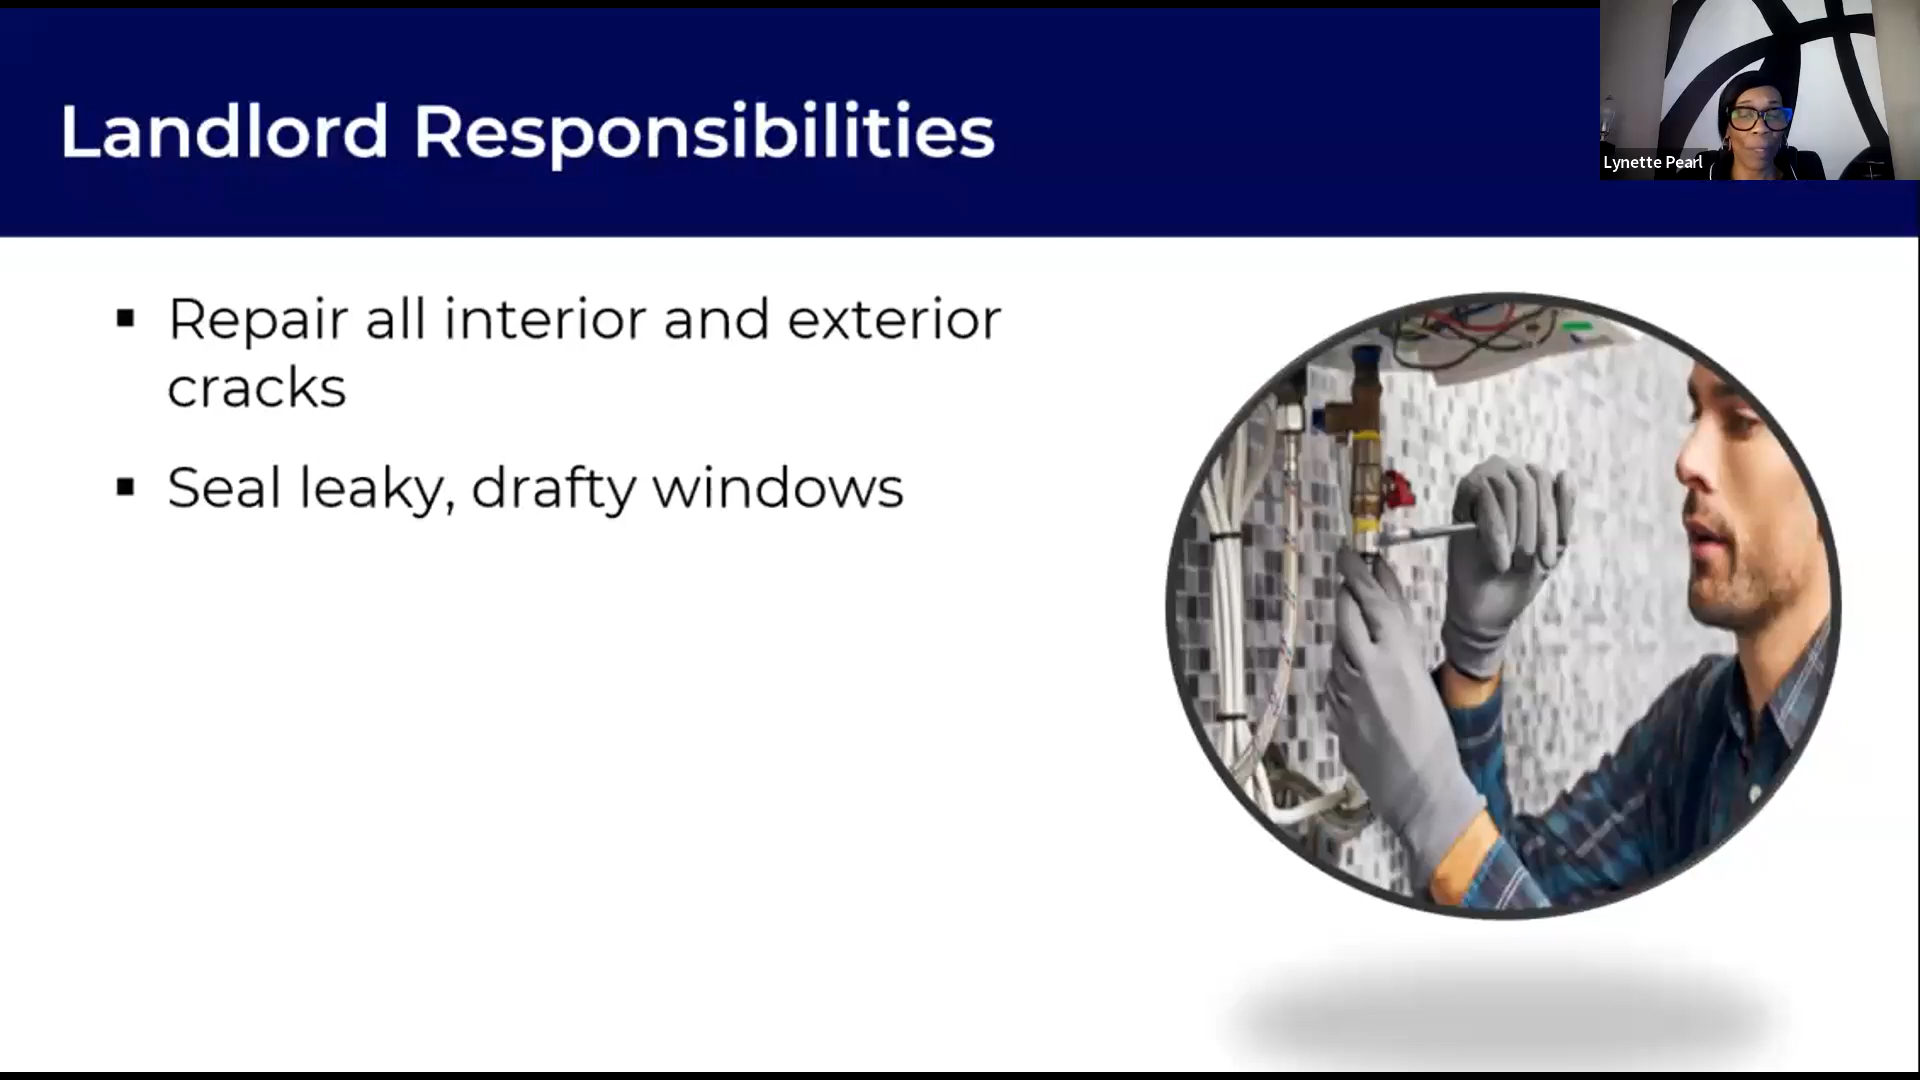 Landlord Responsibilities
Lynette Pearl
▪ Repair all interior and exterior
cracks
▪ Seal leaky, drafty windows